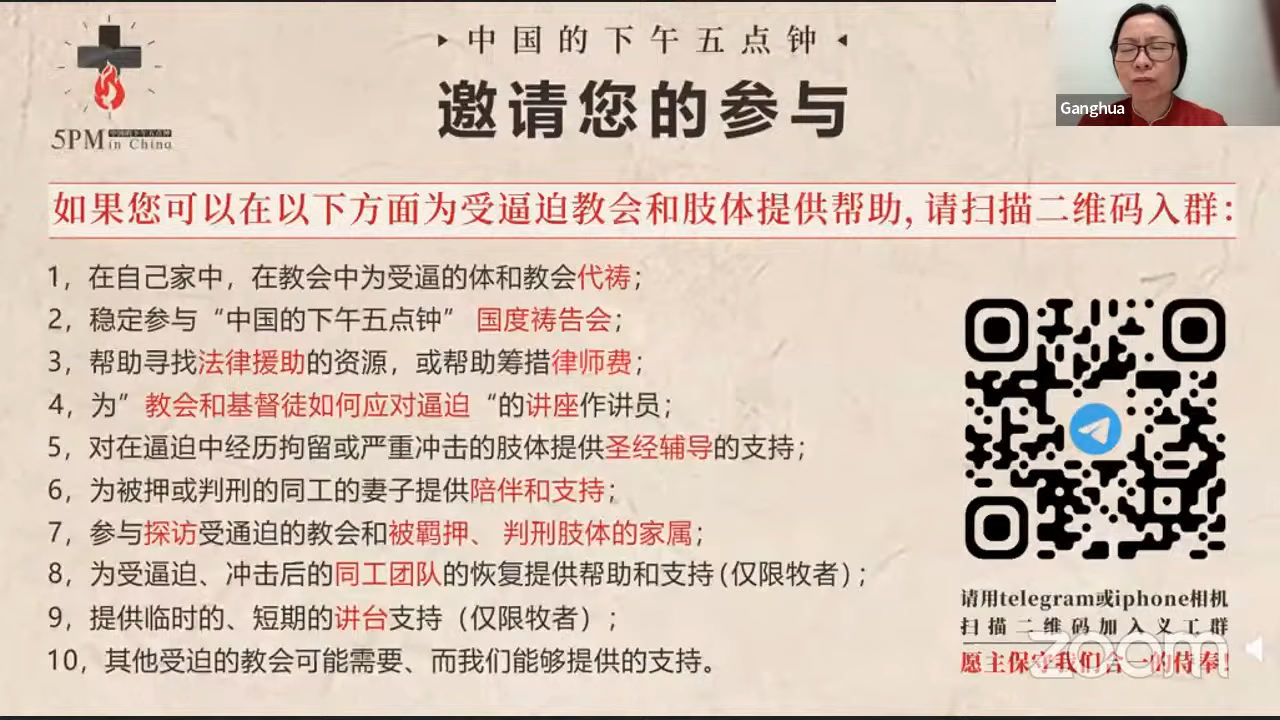 中国的下午五点钟
邀请您的参与
Ganghua
5PM 中国的下午五点钟
in China
如果您可以在以下方面为受逼迫教会和肢体提供帮助, 请扫描二维码入群：
1，在自己家中，在教会中为受逼的体和教会代祷；
2，稳定参与“中国的下午五点钟” 国度祷告会；
3，帮助寻找法律援助的资源，或帮助筹措律师费；
4，为”教会和基督徒如何应对逼迫“的讲座作讲员；
5，对在逼迫中经历拘留或严重冲击的肢体提供圣经辅导的支持；
6，为被押或判刑的同工的妻子提供陪伴和支持；
7，参与探访受通迫的教会和被羁押、判刑肢体的家属；
8，为受逼迫、冲击后的同工团队的恢复提供帮助和支持(仅限牧者)；
9，提供临时的、短期的讲台支持（仅限牧者）；
10，其他受迫的教会可能需要、而我们能够提供的支持。
请用telegram或iphone相机
扫描二维码加入义工群
愿主保守我们合一的侍奉!
zoom